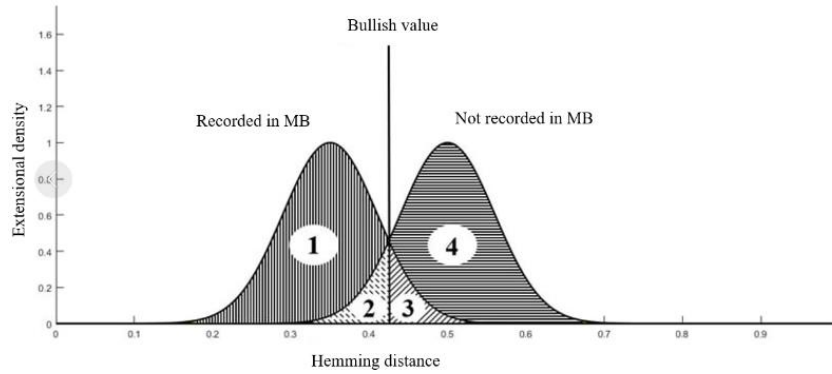 Bullish value
1.6
1.4
1.2
Recorded in MB
Not recorded in MB
1
0.8
0.6
0.4
0.2
0
Extensional density
1
4
2
3
0 0.1 0.2 0.3 0.4 0.5 0.6 0.7 0.8 0.9
Hemming distance